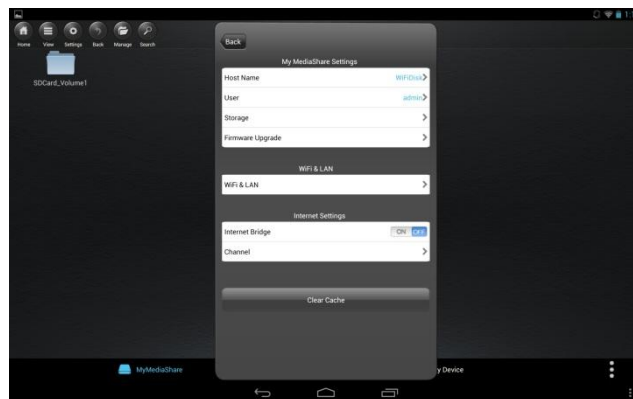 Home View Settings Back Manage Search
SDCard_Volume1
Back
My MediaShare Settings
Host Name WiFiDisk
User admin
Storage
Firmware Upgrade
WiFi & LAN
WiFi & LAN
Internet Settings
Internet Bridge ON OFF
Channel
Clear Cache
MyMediaShare
y Device